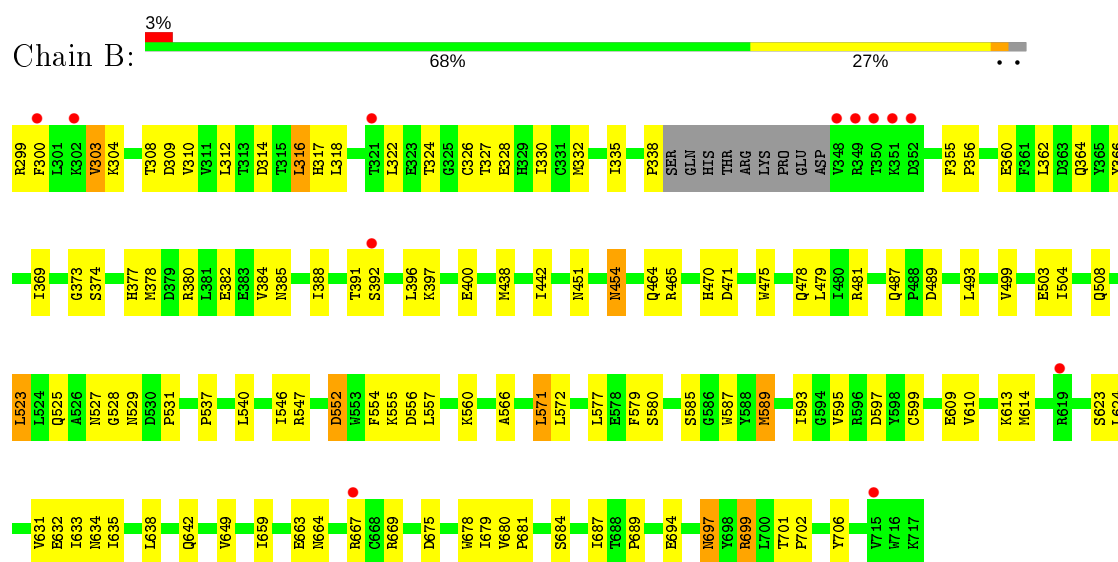 3%
Chain B:
68% 27% • •
R299 F300 L301 K302 V303 K304 T308 D309 V310 V311 L312 T313 D314 T315 L316 H317 L318 T321 L322 E323 T324 G325 C326 T327 E328 H329 I330 C331 M332 I335 P338 SER GLN HIS THR ARG LYS PRO GLU ASP V348 R349 T350 K351 D352 F355 P356 E360 F361 L362 D363 Q364 Y365 Y366
I369 G373 S374 H377 M378 D379 R380 L381 E382 E383 V384 N385 I388 T391 S392 L396 K397 E400 M438 I442 N451 N454 Q464 R465 H470 D471 W475 Q478 L479 I480 R481 Q487 P488 D489 L493 V499 E503 I504 Q508
L523 L524 Q525 A526 N527 G528 N529 D530 P531 P537 L540 I546 R547 D552 W553 F554 K555 D556 L557 K560 A566 L571 L572 L577 E578 F579 S580 S585 G586 W587 Y588 M589 I593 G594 V595 R596 D597 Y598 C599 E609 V610 K613 M614 R619 S623
V631 E632 I633 N634 I635 L638 Q642 V649 I659 E663 N664 R667 C668 R669 D675 W678 I679 V680 P681 S684 I687 T688 P689 E694 N697 Y698 R699 L700 T701 P702 Y706 V715 W716 K717